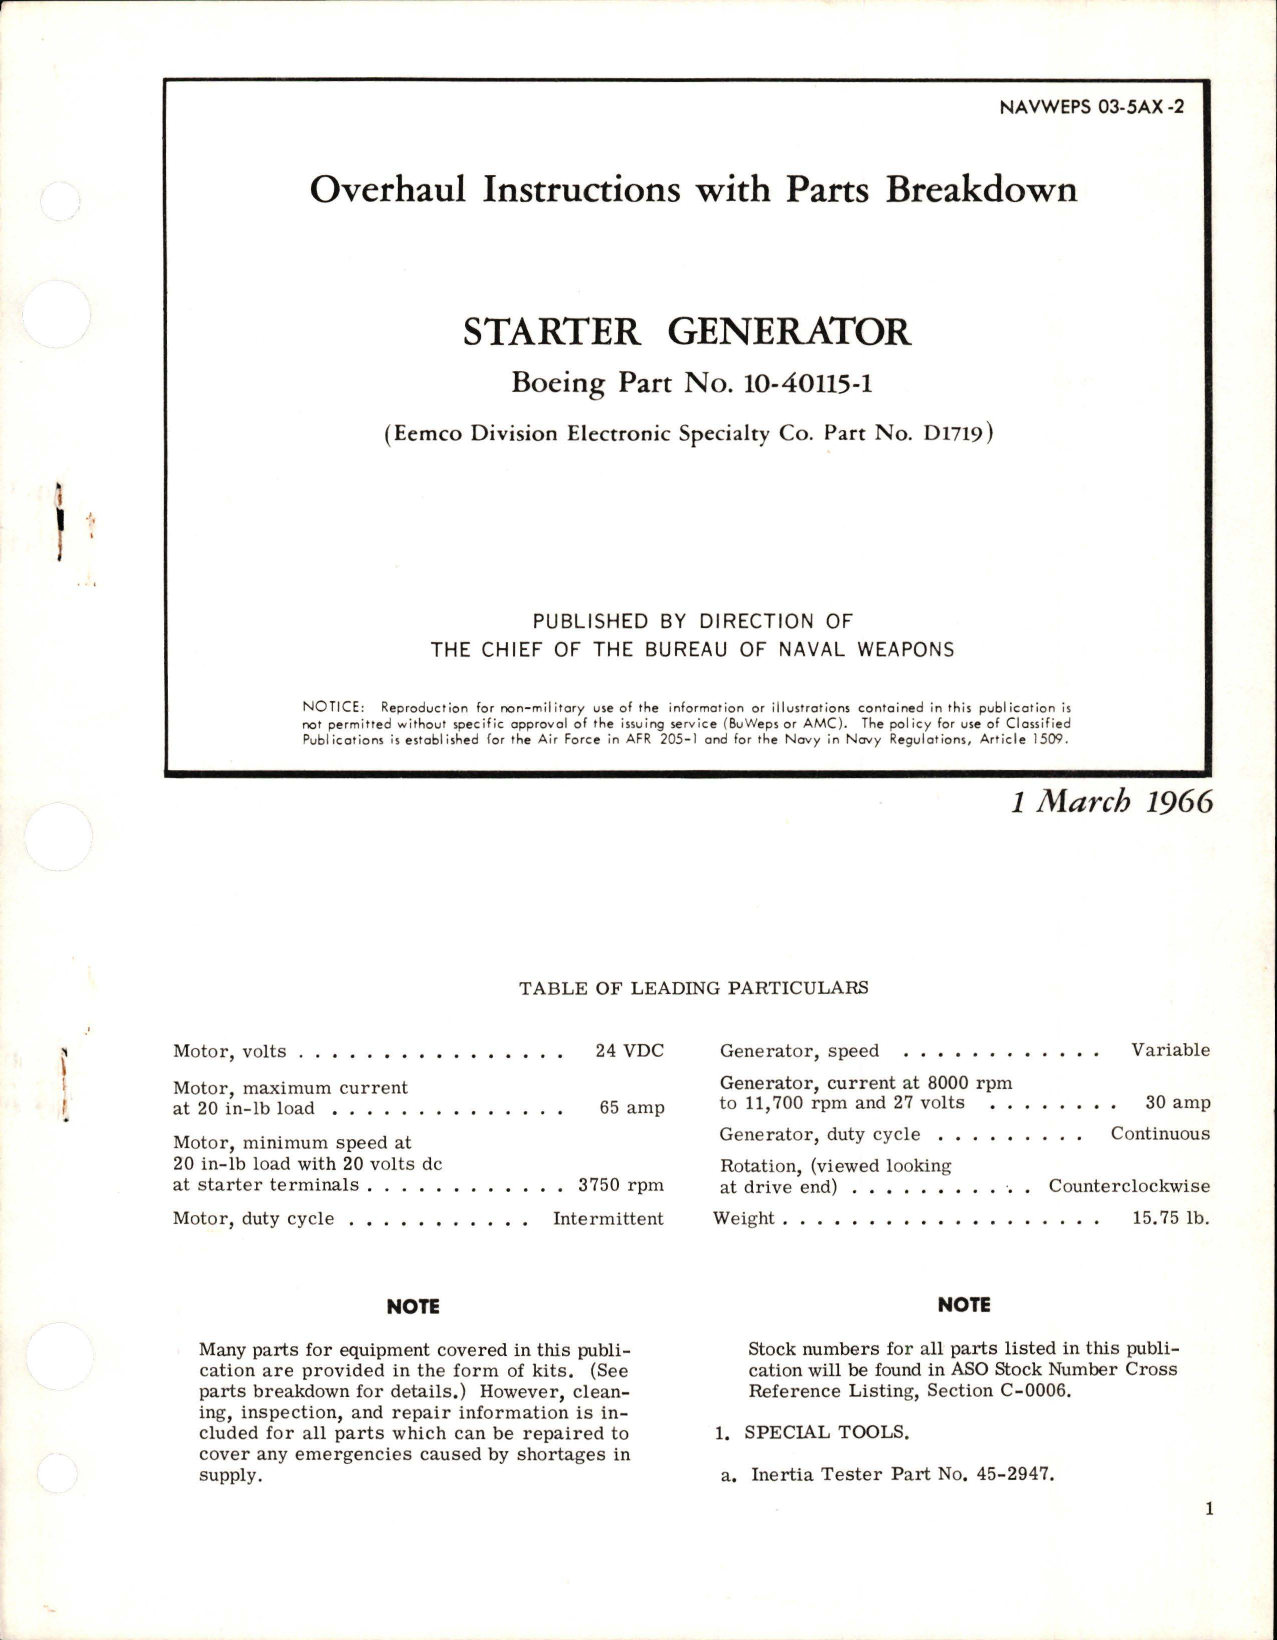 NAVWEPS 03-5AX-2
Overhaul Instructions with Parts Breakdown
STARTER GENERATOR
Boeing Part No. 10-40115-1
(Eemco Division Electronic Specialty Co. Part No. D1719)
PUBLISHED BY DIRECTION OF
THE CHIEF OF THE BUREAU OF NAVAL WEAPONS
NOTICE: Reproduction for non-military use of the information or illustrations contained in this publication is
not permitted without specific approval of the issuing service (BuWeps or AMC). The policy for use of Classified
Publications is established for the Air Force in AFR 205-1 and for the Navy in Navy Regulations, Article 1509.
1 March 1966
TABLE OF LEADING PARTICULARS
Motor, volts . . . . . . . . . . . . . . . . 24 VDC
Motor, maximum current
at 20 in-lb load . . . . . . . . . . . . . . 65 amp
Motor, minimum speed at
20 in-lb load with 20 volts dc
at starter terminals . . . . . . . . . . . . 3750 rpm
Motor, duty cycle . . . . . . . . . . . Intermittent
Generator, speed . . . . . . . . . . . . Variable
Generator, current at 8000 rpm
to 11,700 rpm and 27 volts . . . . . . . . 30 amp
Generator, duty cycle . . . . . . . . . Continuous
Rotation, (viewed looking
at drive end) . . . . . . . . . . . Counterclockwise
Weight . . . . . . . . . . . . . . . . . . . 15.75 lb.
NOTE
Many parts for equipment covered in this publi-
cation are provided in the form of kits. (See
parts breakdown for details.) However, clean-
ing, inspection, and repair information is in-
cluded for all parts which can be repaired to
cover any emergencies caused by shortages in
supply.
NOTE
Stock numbers for all parts listed in this publi-
cation will be found in ASO Stock Number Cross
Reference Listing, Section C-0006.
1. SPECIAL TOOLS.
a. Inertia Tester Part No. 45-2947.
1